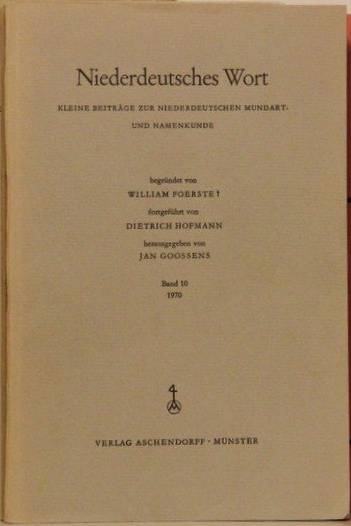 Niederdeutsches Wort
KLEINE BEITRÄGE ZUR NIEDERDEUTSCHEN MUNDART-
UND NAMENKUNDE
begründet von
WILLIAM FOERSTE †
fortgeführt von
DIETRICH HOFMANN
herausgegeben von
JAN GOOSSENS
Band 10
1970
VERLAG ASCHENDORFF · MÜNSTER